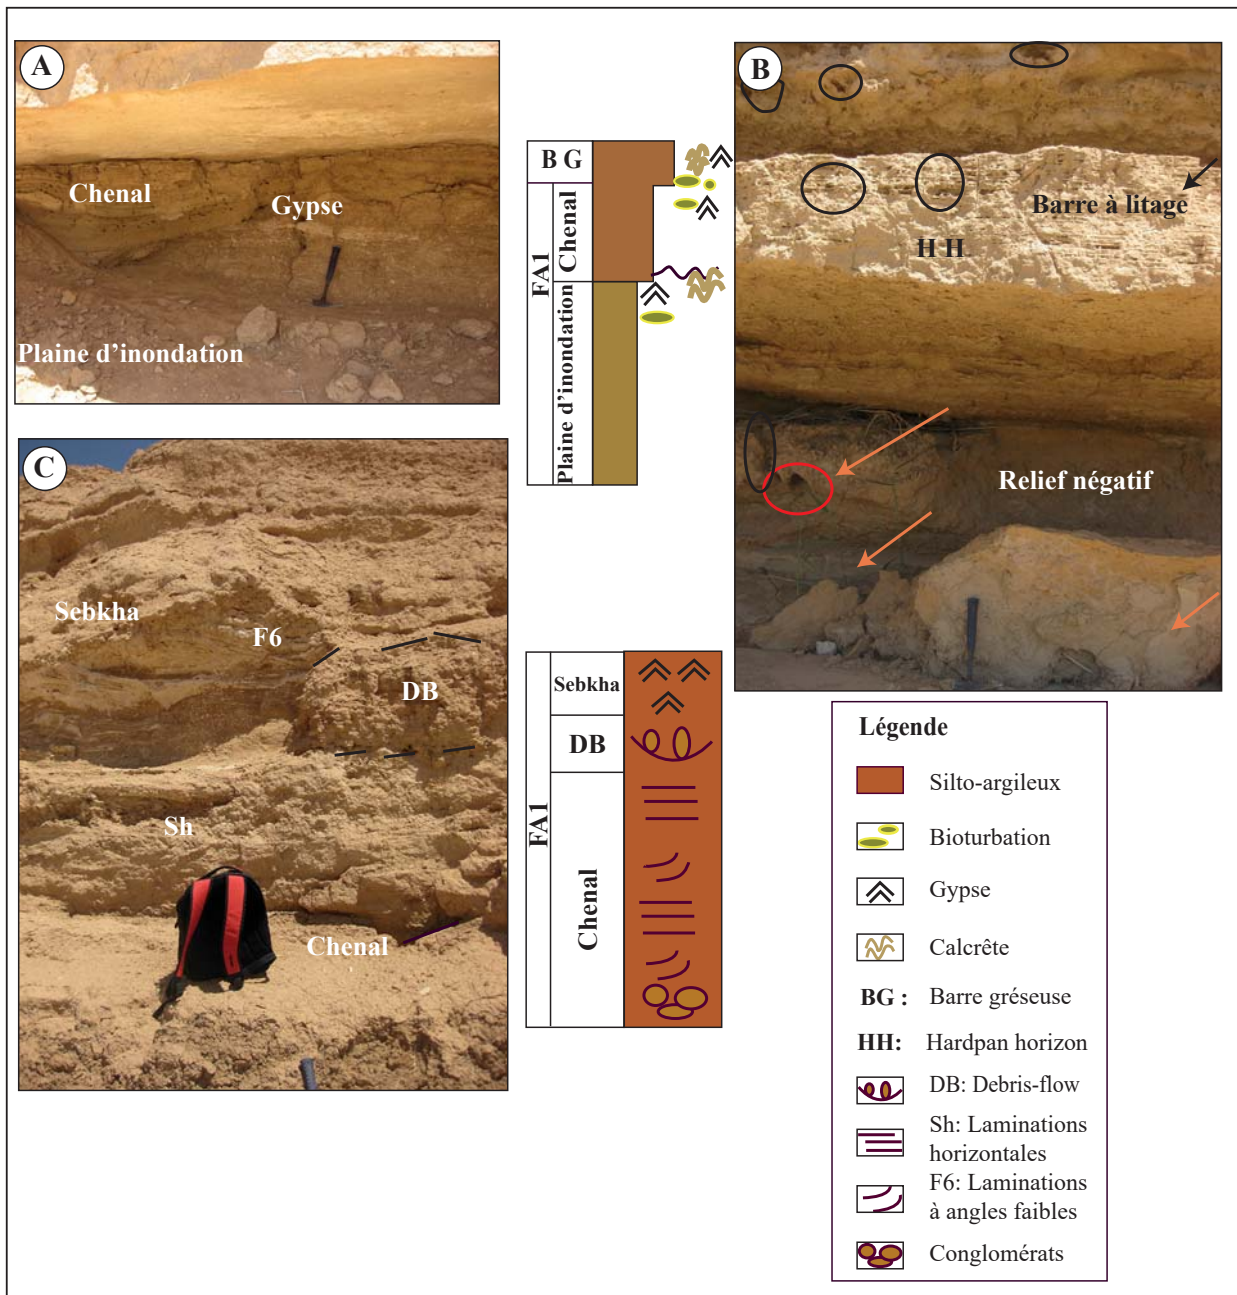 A
Chenal
Gypse
Plaine d'inondation
B G
FA1
Chenal
Plaine d'inondation
B
Barre à litage
H H
Relief négatif
C
Sebkha
F6
DB
Sh
Chenal
FA1
Sebkha
DB
Chenal
Légende
Silto-argileux
Bioturbation
Gypse
Calcrête
BG : Barre gréseuse
HH: Hardpan horizon
DB: Debris-flow
Sh: Laminations
horizontales
F6: Laminations
à angles faibles
Conglomérats